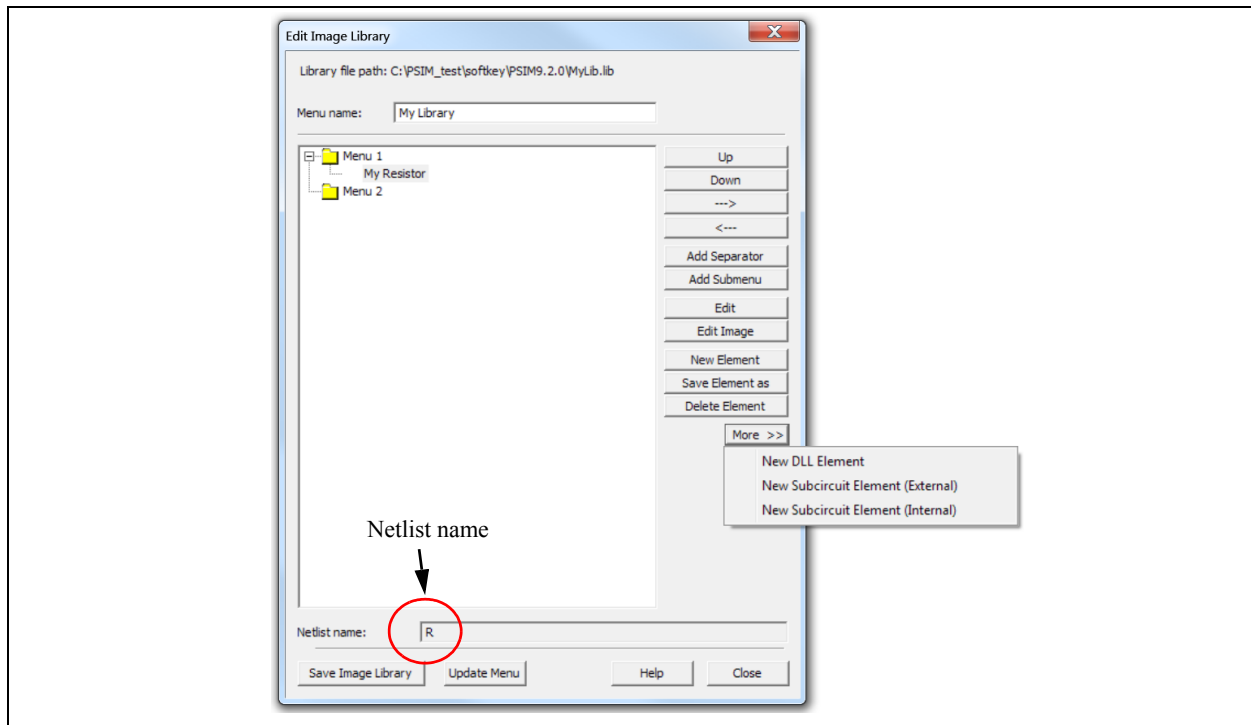 Edit Image Library
X
Library file path: C:\PSIM_test\softkey\PSIM9.2.0\MyLib.lib
Menu name: My Library
Menu 1
My Resistor
Menu 2
Up
Down
--->
<---
Add Separator
Add Submenu
Edit
Edit Image
New Element
Save Element as
Delete Element
More >>
New DLL Element
New Subcircuit Element (External)
New Subcircuit Element (Internal)
Netlist name
Netlist name: R
Save Image Library Update Menu Help Close